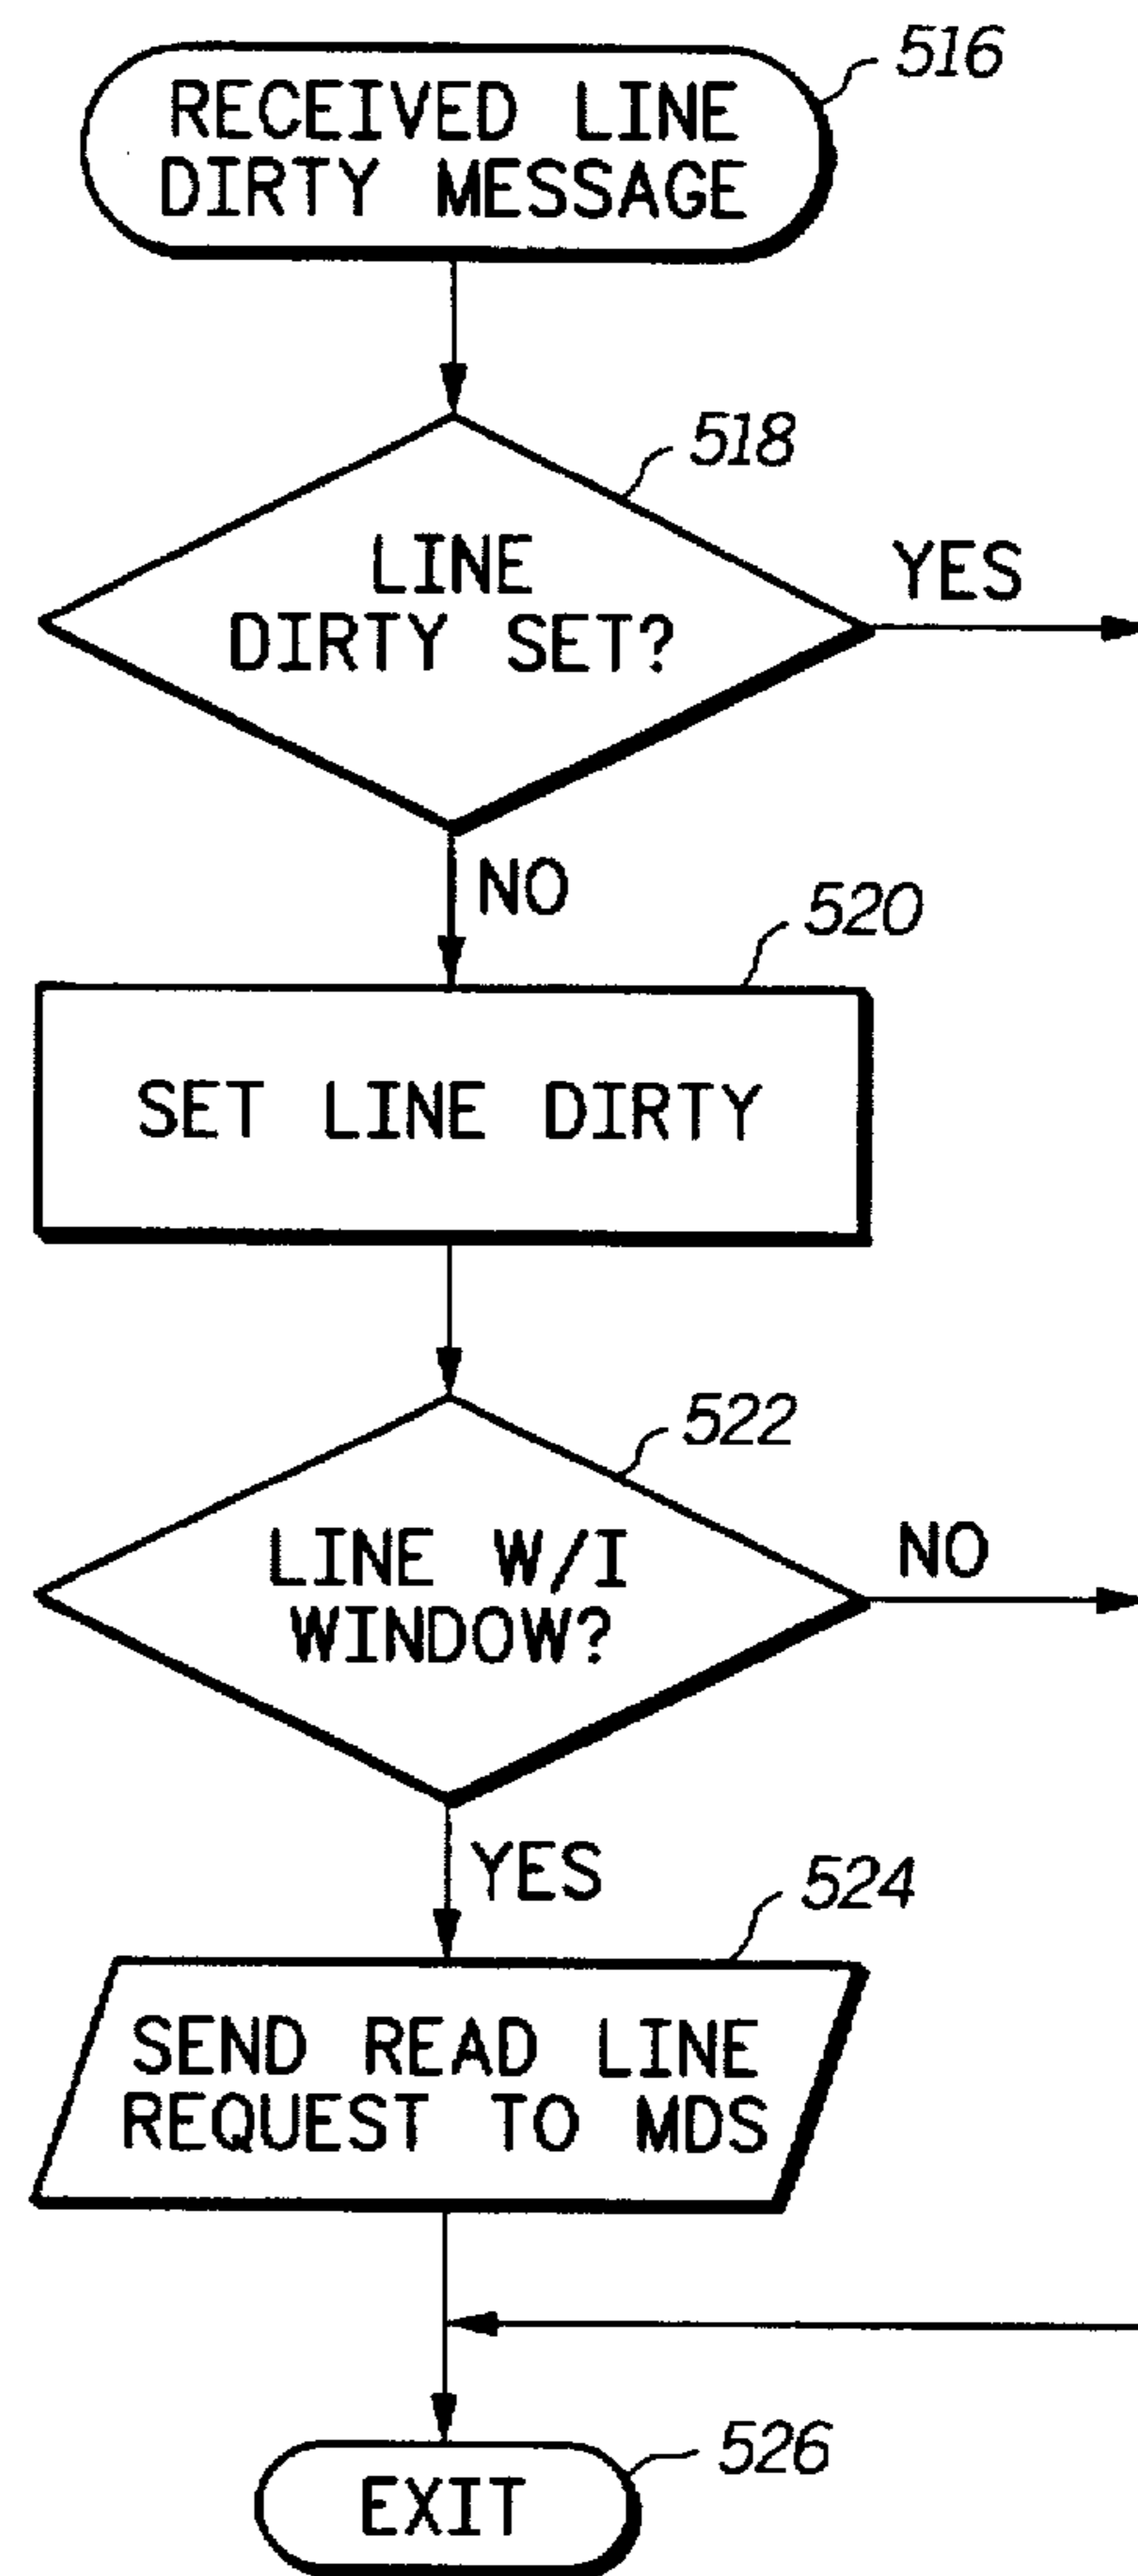 516
RECEIVED LINE
DIRTY MESSAGE
518
LINE
DIRTY SET?
YES
NO
520
SET LINE DIRTY
522
LINE W/I
WINDOW?
NO
YES
524
SEND READ LINE
REQUEST TO MDS
526
EXIT